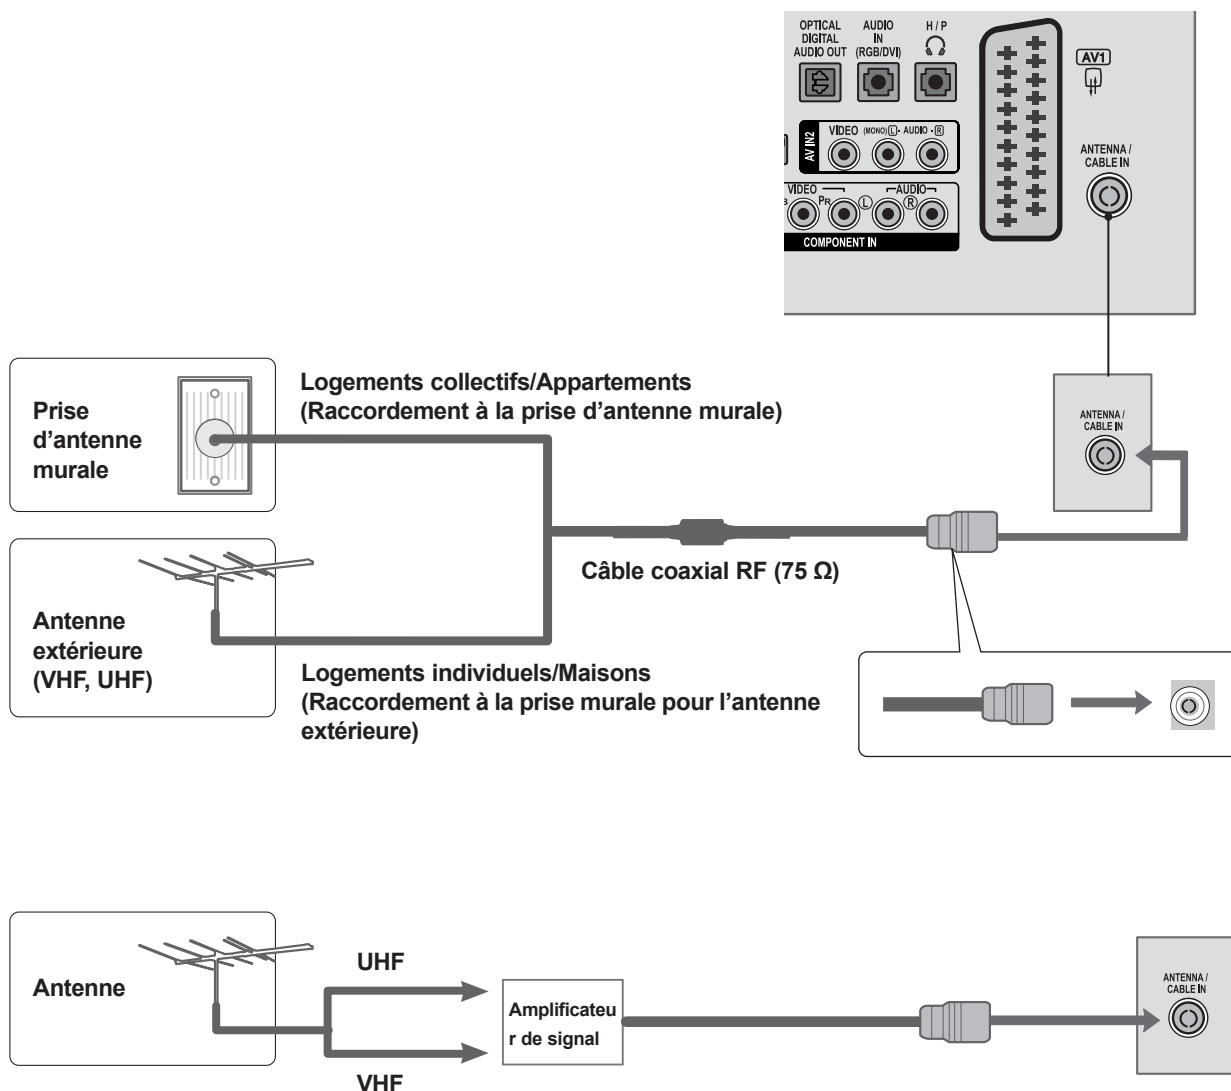 OPTICAL
DIGITAL
AUDIO OUT
AUDIO
IN
(RGB/DVI)
H / P
AV1
AV IN2
VIDEO
(MONO) L - AUDIO - R
VIDEO
AUDIO
B
PR
L
R
COMPONENT IN
ANTENNA /
CABLE IN
Prise
d’antenne
murale
Logements collectifs/Appartements
(Raccordement à la prise d’antenne murale)
ANTENNA /
CABLE IN
Câble coaxial RF (75 Ω)
Antenne
extérieure
(VHF, UHF)
Logements individuels/Maisons
(Raccordement à la prise murale pour l’antenne
extérieure)
Antenne
UHF
VHF
Amplificateu
r de signal
ANTENNA /
CABLE IN